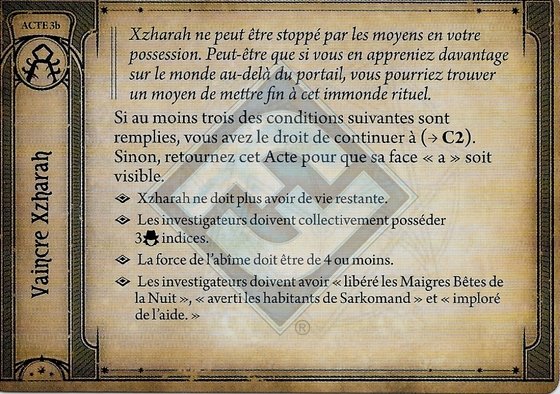 ACTE 3b
Vaincre Xzharah
Xzharah ne peut être stoppé par les moyens en votre
possession. Peut-être que si vous en appreniez davantage
sur le monde au-delà du portail, vous pourriez trouver
un moyen de mettre fin à cet immonde rituel.
Si au moins trois des conditions suivantes sont
remplies, vous avez le droit de continuer à (→ C2).
Sinon, retournez cet Acte pour que sa face « a » soit
visible.
Xzharah ne doit plus avoir de vie restante.
Les investigateurs doivent collectivement posséder
3 indices.
La force de l'abîme doit être de 4 ou moins.
Les investigateurs doivent avoir « libéré les Maigres Bêtes de
la Nuit », « averti les habitants de Sarkomand » et « imploré
de l'aide. »
®